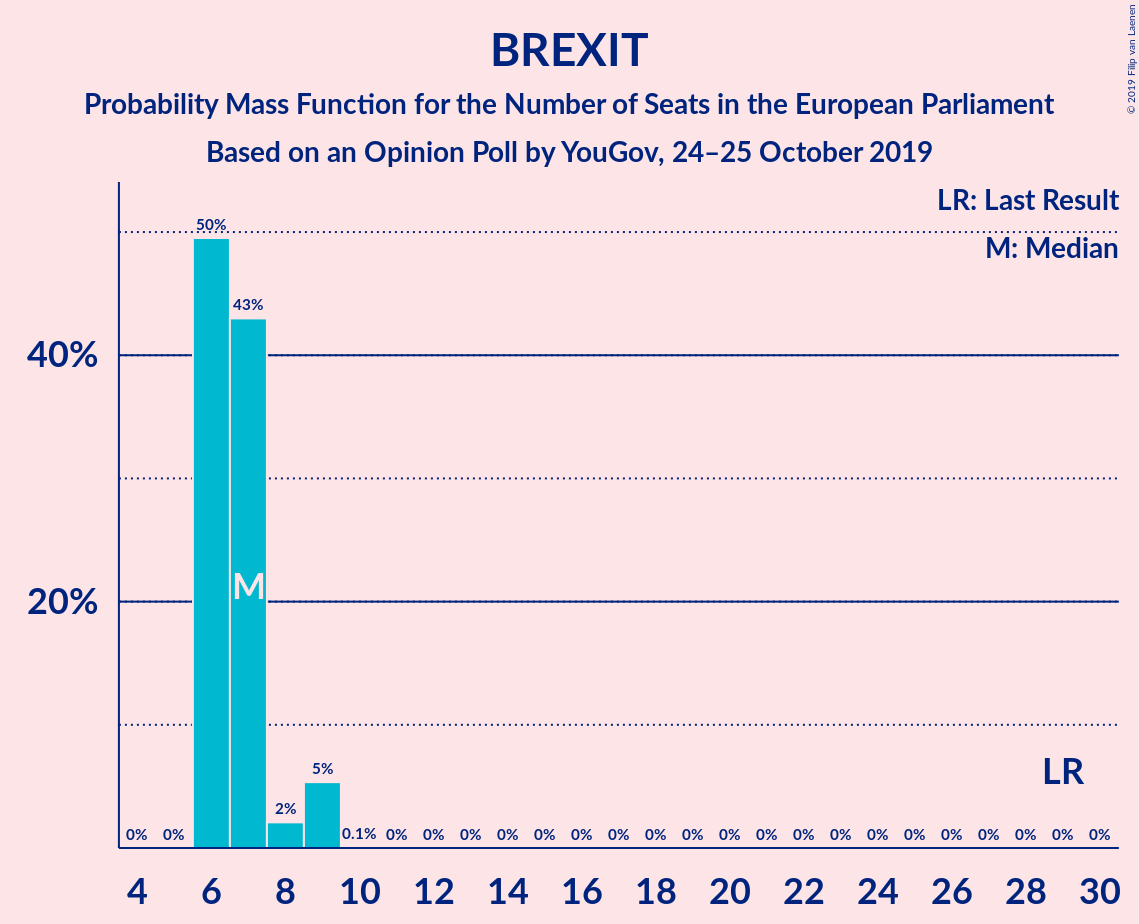 BREXIT
Probability Mass Function for the Number of Seats in the European Parliament
Based on an Opinion Poll by YouGov, 24–25 October 2019
© 2019 Filip van Laenen
LR: Last Result
M: Median
50%
43%
40%
M
20%
LR
5%
2%
0% 0% 0.1% 0% 0% 0% 0% 0% 0% 0% 0% 0% 0% 0% 0% 0% 0% 0% 0% 0% 0% 0% 0%
4 6 8 10 12 14 16 18 20 22 24 26 28 30